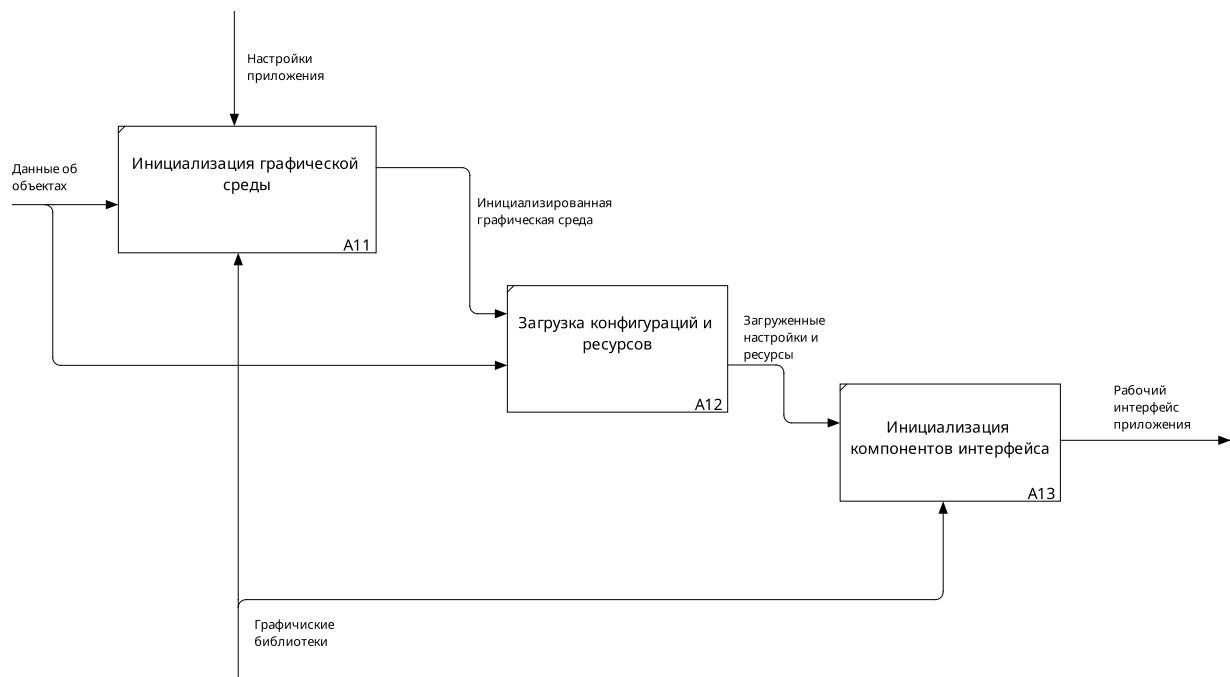 Настройки
приложения
Данные об
объектах
Инициализация графической
среды
A11
Инициализированная
графическая среда
Загрузка конфигураций и
ресурсов
A12
Загруженные
настройки и
ресурсы
Инициализация
компонентов интерфейса
A13
Рабочий
интерфейс
приложения
Графичиские
библиотеки